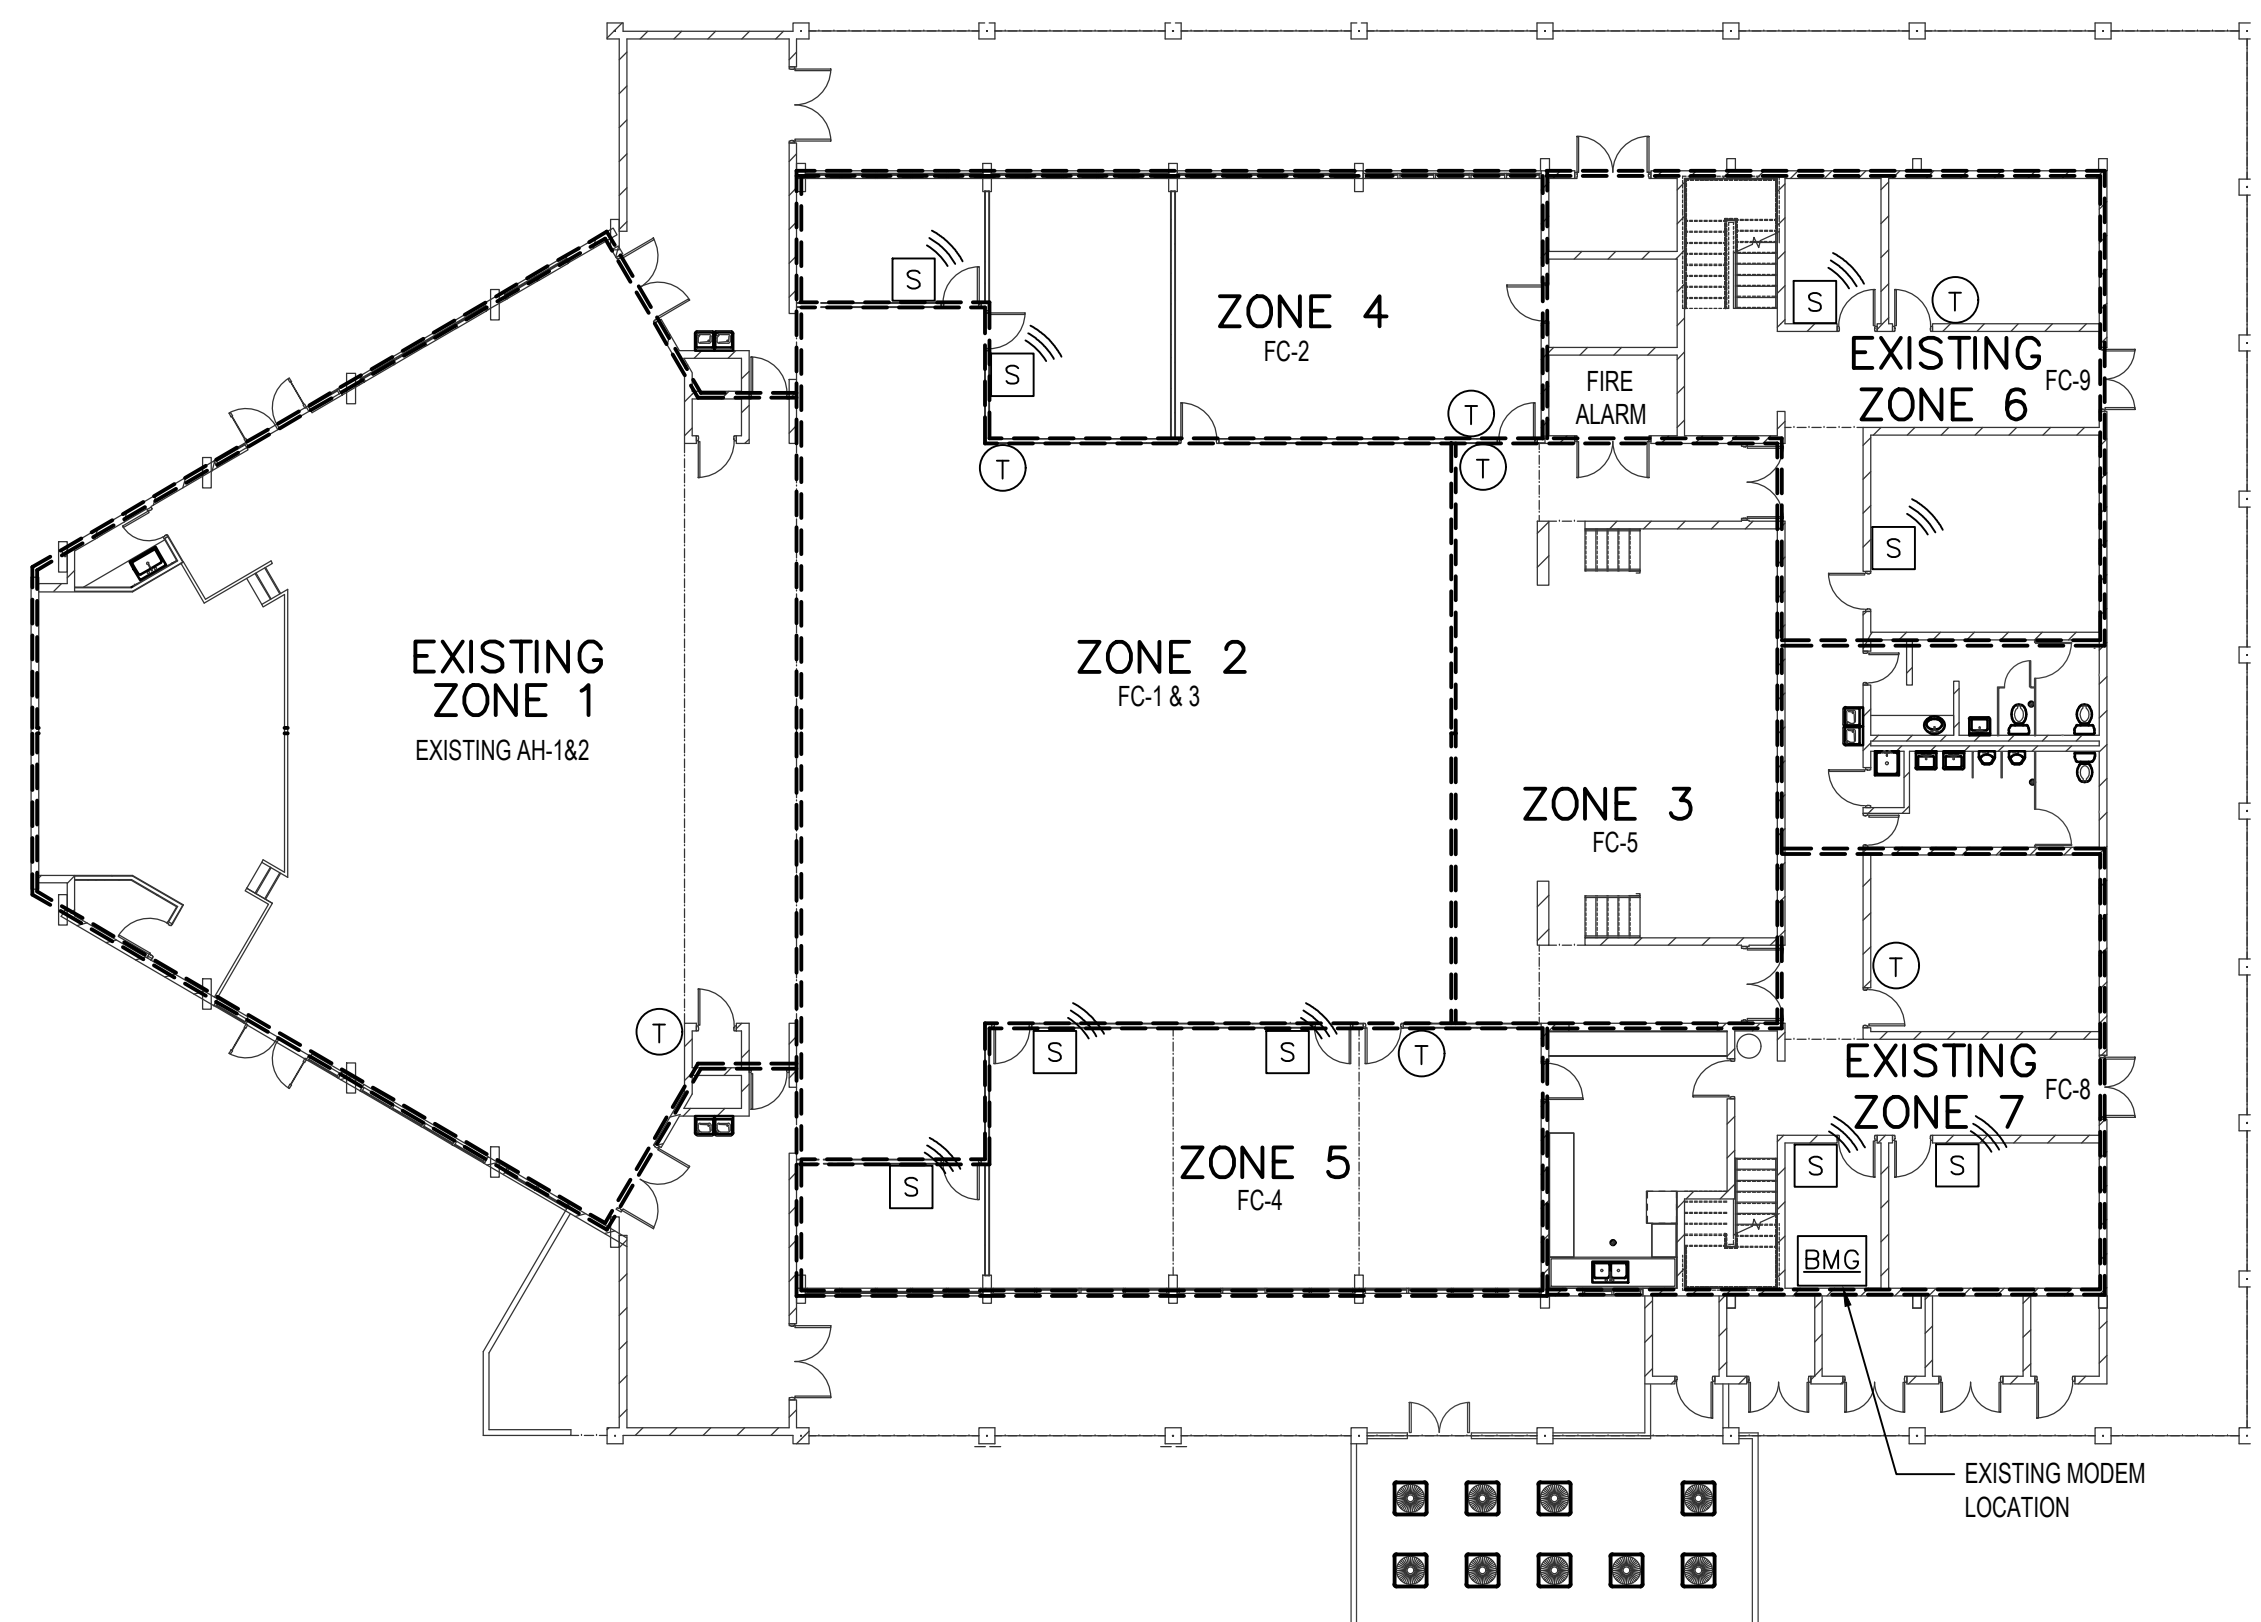 S
ZONE 4
FC-2
S
T
S
T
EXISTING
ZONE 6
FC-9
FIRE
ALARM
T
T
T
S
EXISTING
ZONE 1
EXISTING AH-1&2
ZONE 2
FC-1 & 3
ZONE 3
FC-5
T
T
S
S
T
EXISTING
ZONE 7
FC-8
S
ZONE 5
FC-4
S
S
BMG
EXISTING MODEM
LOCATION